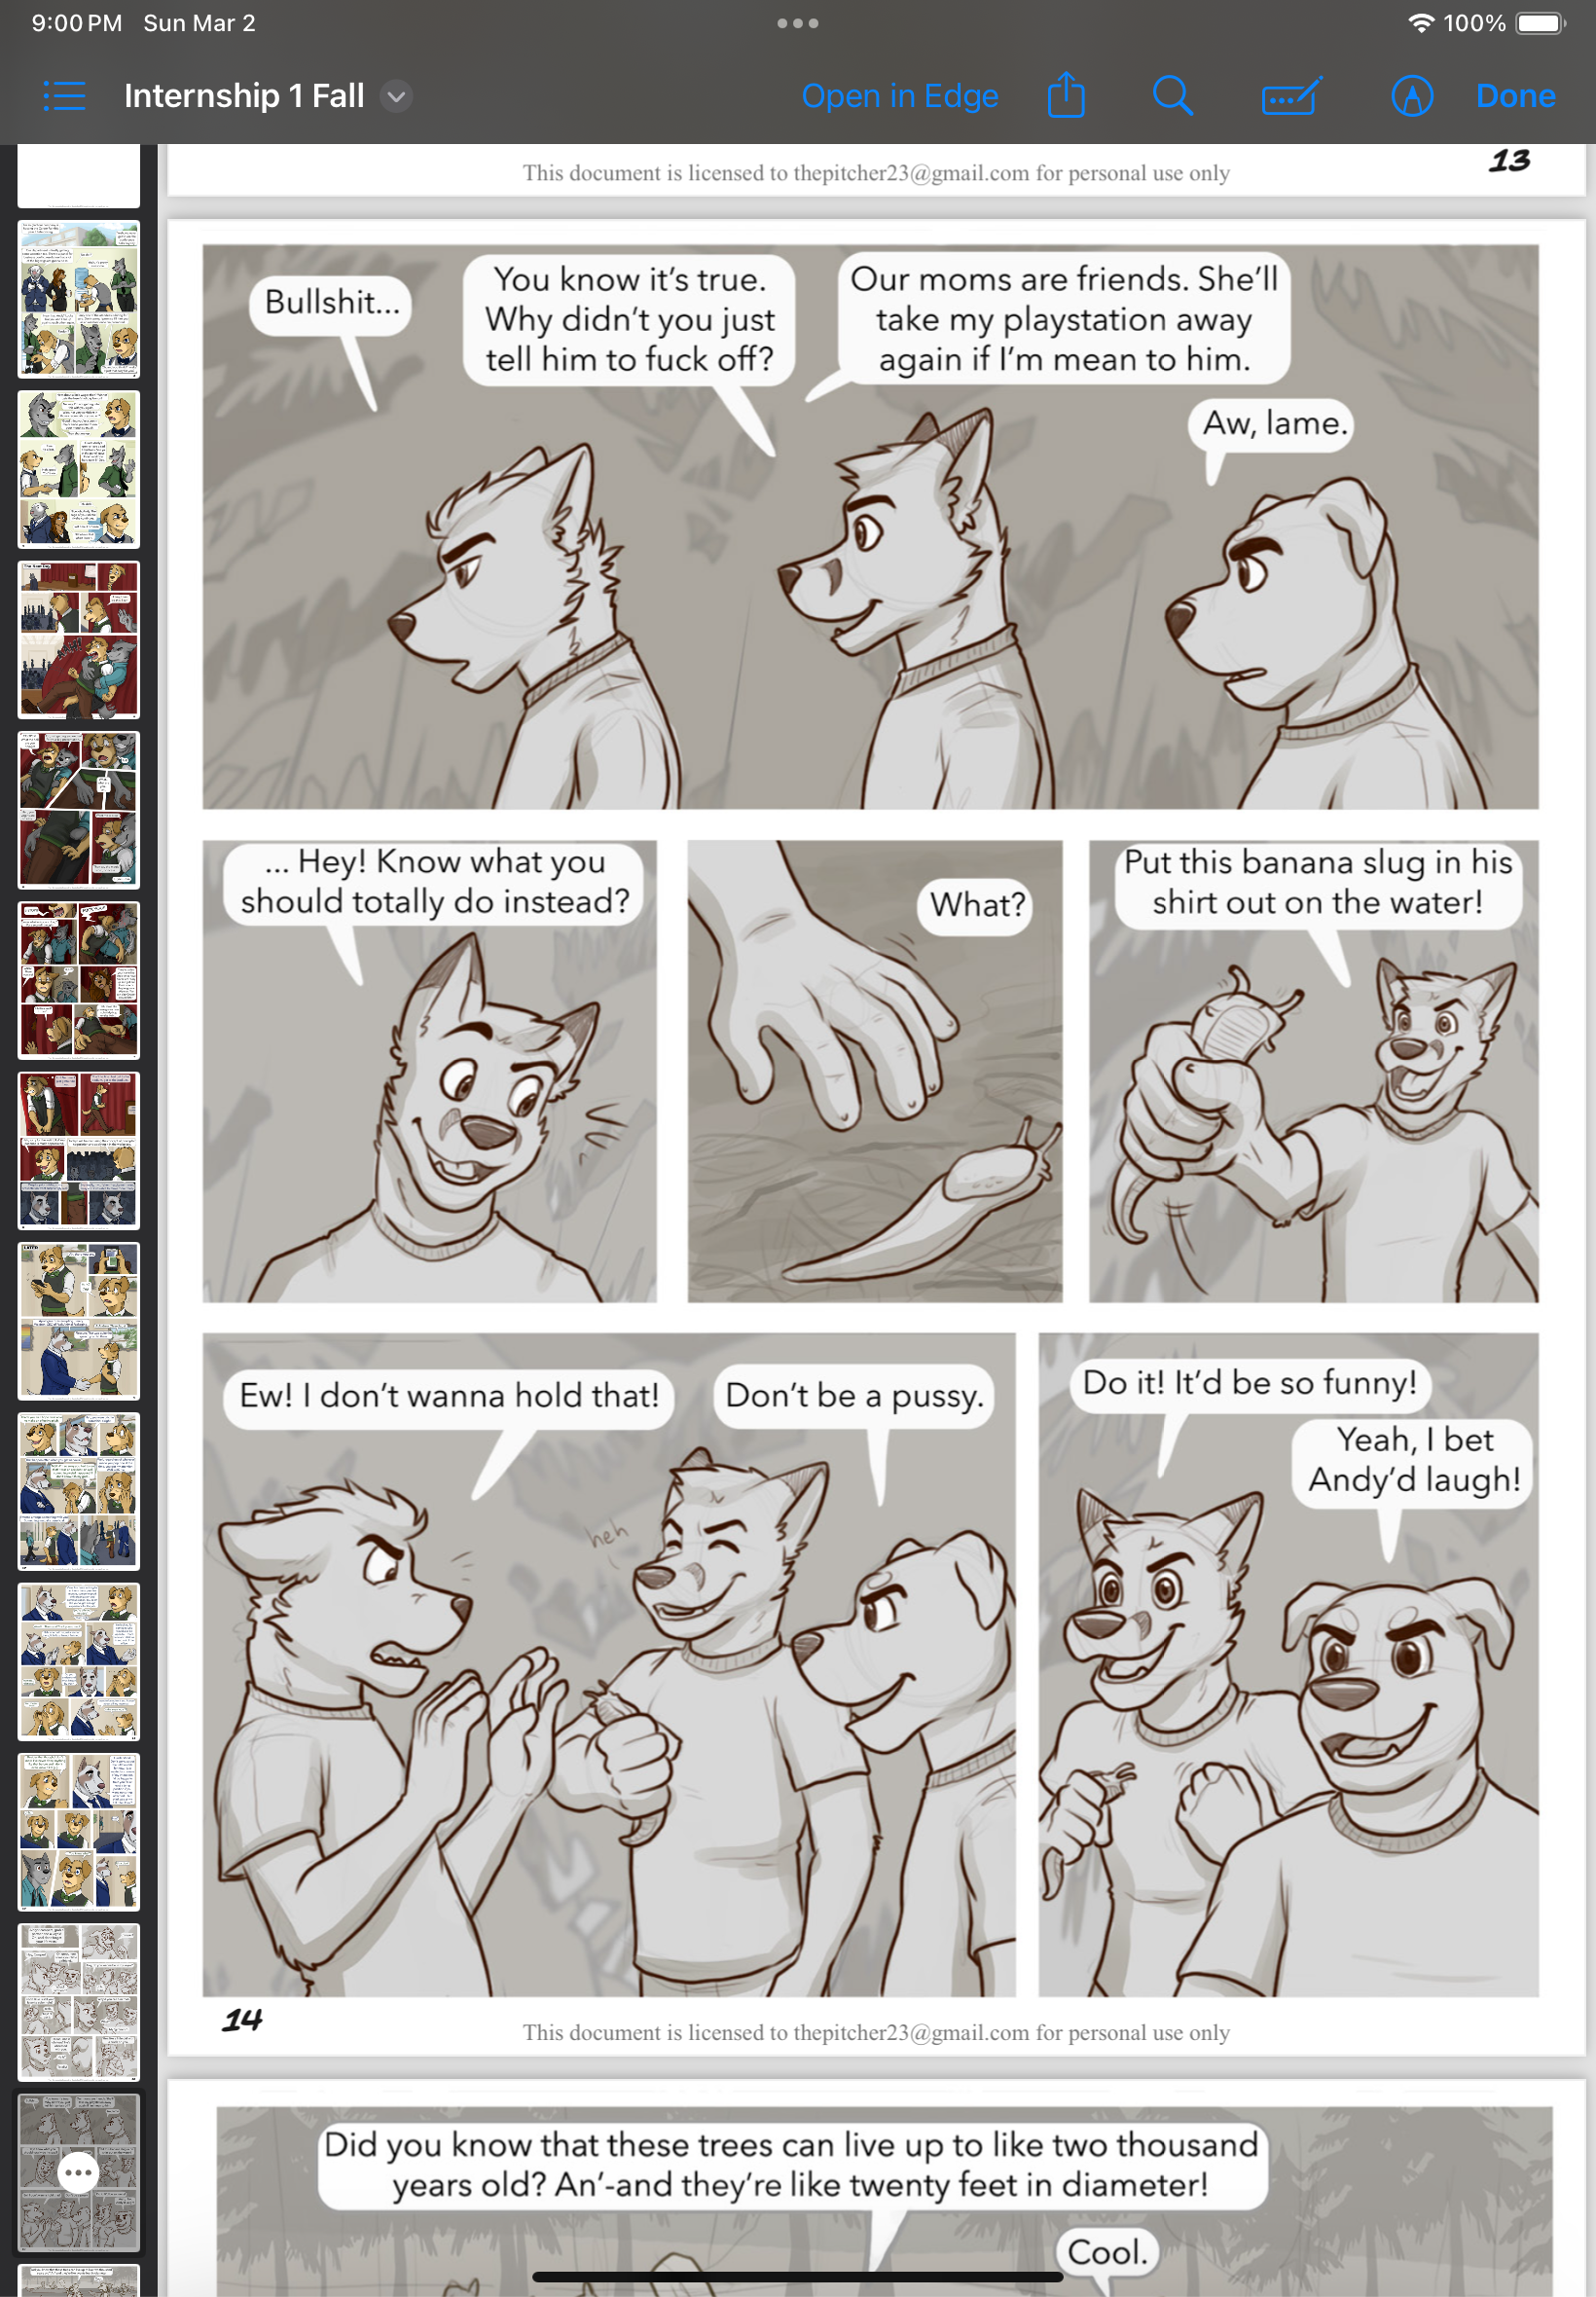 9:00 PM Sun Mar 2
100%
Internship 1 Fall
Open in Edge
Done
This document is licensed to thepitcher23@gmail.com for personal use only
13
Bullshit...
You know it's true.
Why didn't you just
tell him to fuck off?
Our moms are friends. She'll
take my playstation away
again if I'm mean to him.
Aw, lame.
... Hey! Know what you
should totally do instead?
What?
Put this banana slug in his
shirt out on the water!
Ew! I don't wanna hold that!
heh
Don't be a pussy.
Do it! It'd be so funny!
Yeah, I bet
Andy'd laugh!
14
This document is licensed to thepitcher23@gmail.com for personal use only
Did you know that these trees can live up to like two thousand
years old? An'-and they're like twenty feet in diameter!
Cool.